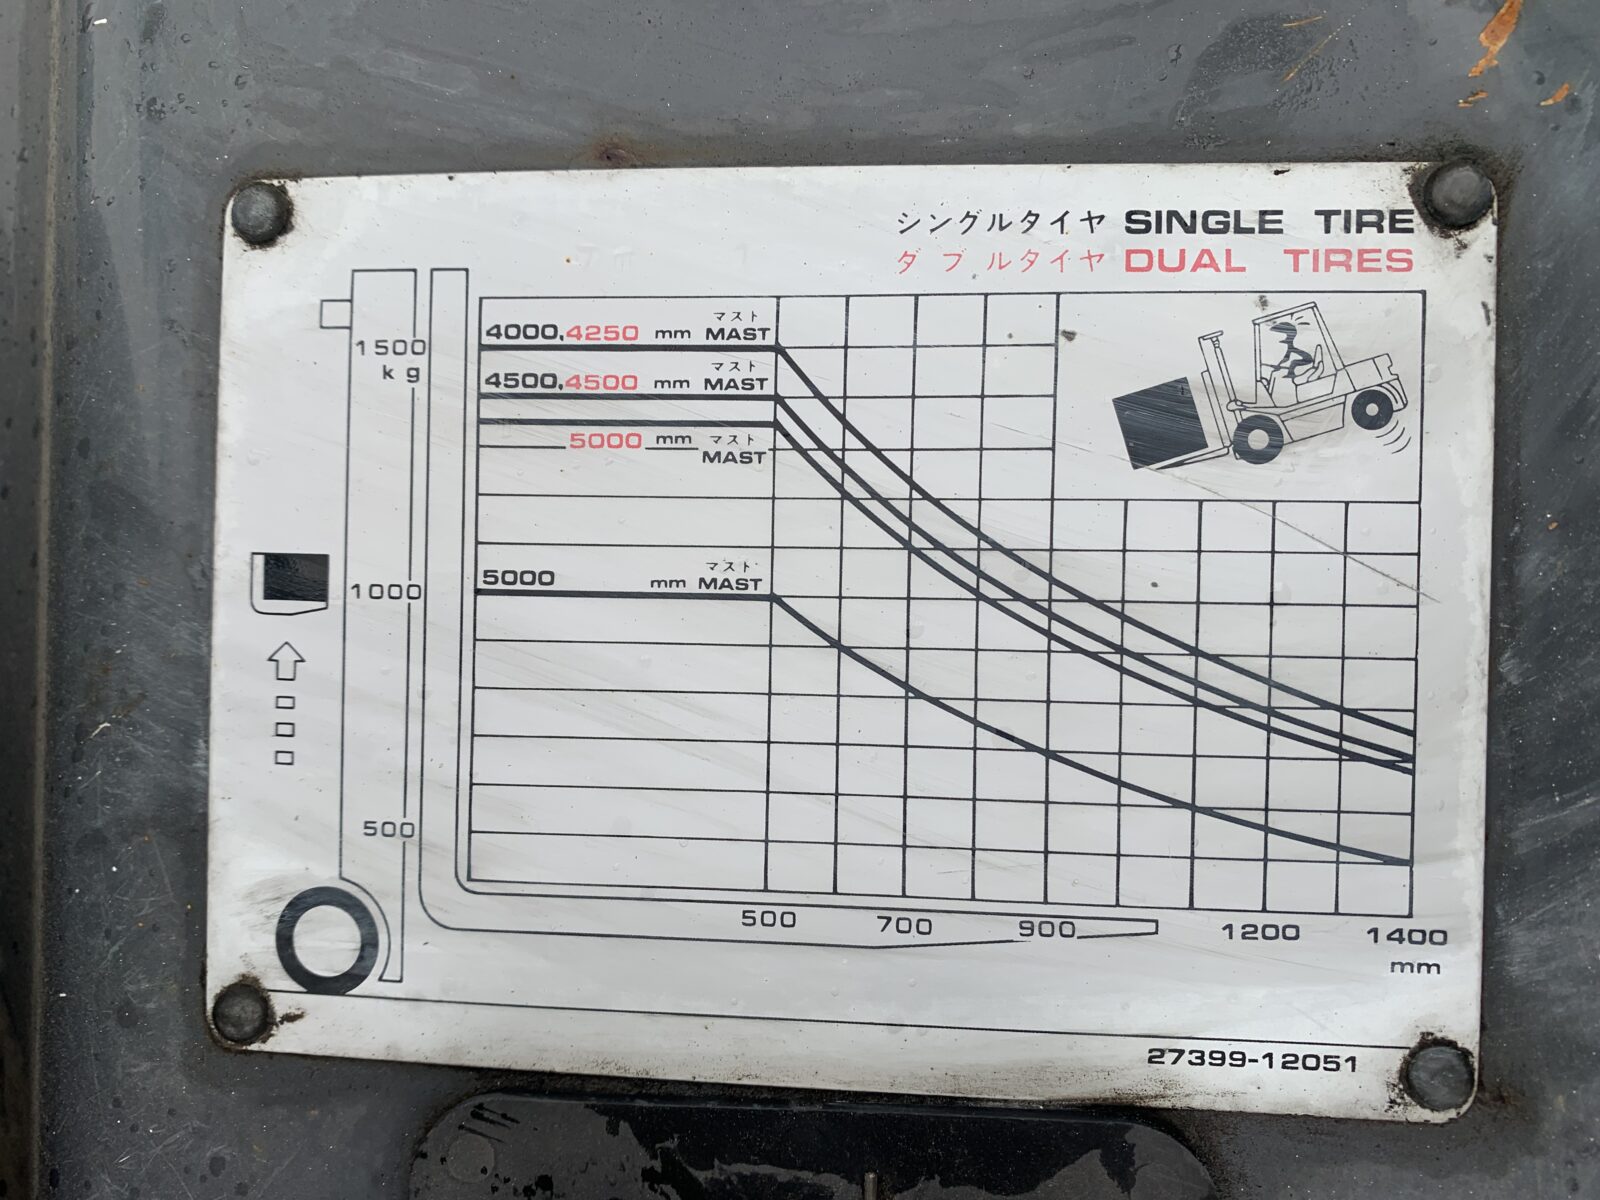 シングルタイヤ SINGLE TIRE
ダブルタイヤ DUAL TIRES
マスト
4000,4250 mm MAST
1500
kg
マスト
4500,4500 mm MAST
5000 mm マスト
MAST
マスト
5000 mm MAST
1000
500
500 700 900 1200 1400
mm
27399-12051